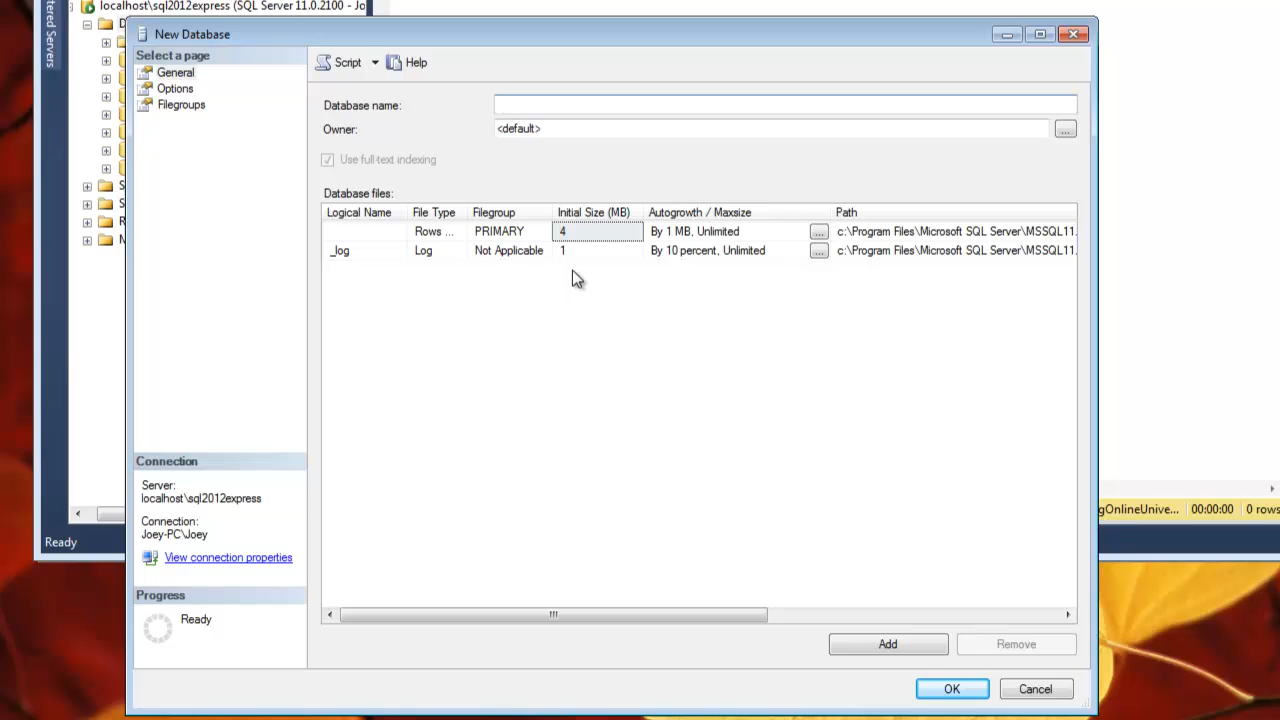 localhost\sql2012express (SQL Server 11.0.2100 - Jo
tered Servers
New Database
Select a page
General
Options
Filegroups
Script
Help
Database name:
Owner:
<default>
...
Use full-text indexing
Database files:
Logical Name File Type Filegroup Initial Size (MB) Autogrowth / Maxsize Path
Rows ... PRIMARY 4 By 1 MB, Unlimited ... c:\Program Files\Microsoft SQL Server\MSSQL11.
_log Log Not Applicable 1 By 10 percent, Unlimited ... c:\Program Files\Microsoft SQL Server\MSSQL11.
Connection
Server:
localhost\sql2012express
Connection:
Joey-PC\Joey
View connection properties
Progress
Ready
Add
Remove
OK
Cancel
D
S
S
R
M
Ready
gOnlineUnive... 00:00:00 0 rows